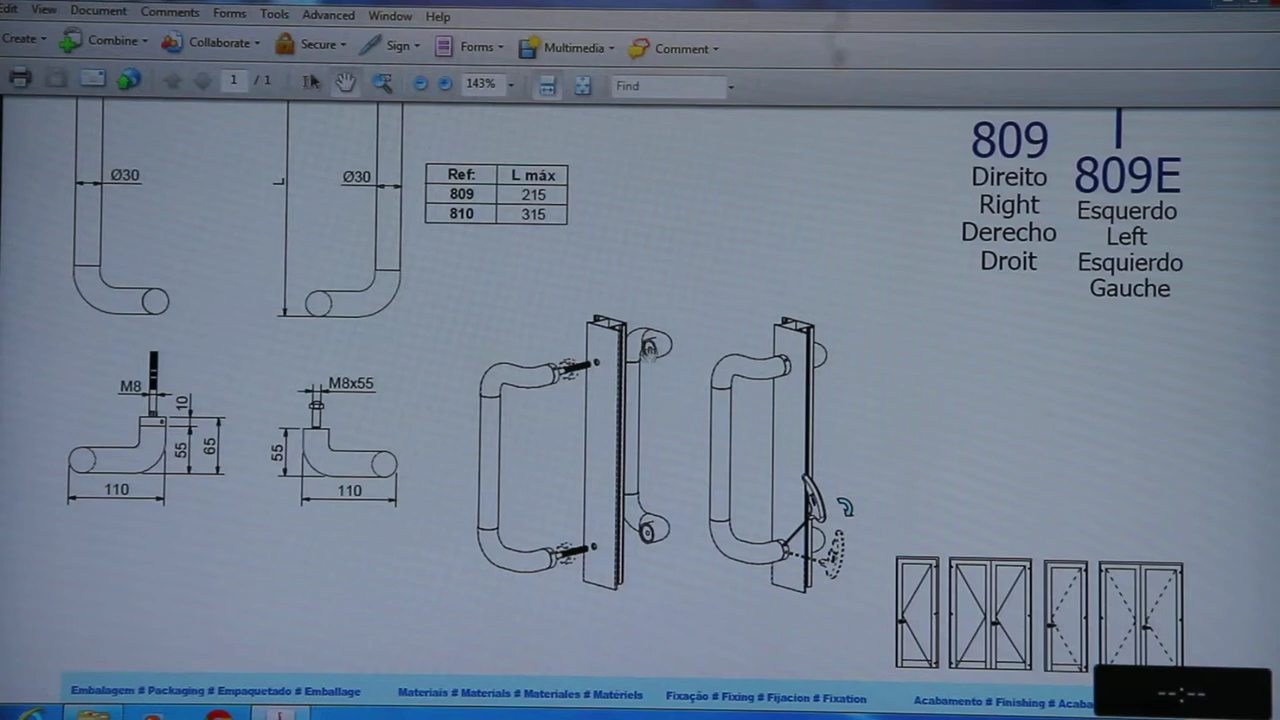 Edit View Document Comments Forms Tools Advanced Window Help
Create Combine Collaborate Secure Sign Forms Multimedia Comment
1 / 1 143% Find
Ø30
L
Ø30
Ref: L máx
809 215
810 315
809
Direito
Right
Derecho
Droit
809E
Esquerdo
Left
Esquierdo
Gauche
M8
10
55
65
110
M8x55
55
110
Embalagem # Packaging # Empaquetado # Emballage
Materiais # Materials # Materiales # Matériels
Fixação # Fixing # Fijacion # Fixation
Acabamento # Finishing # Acaba
--:--